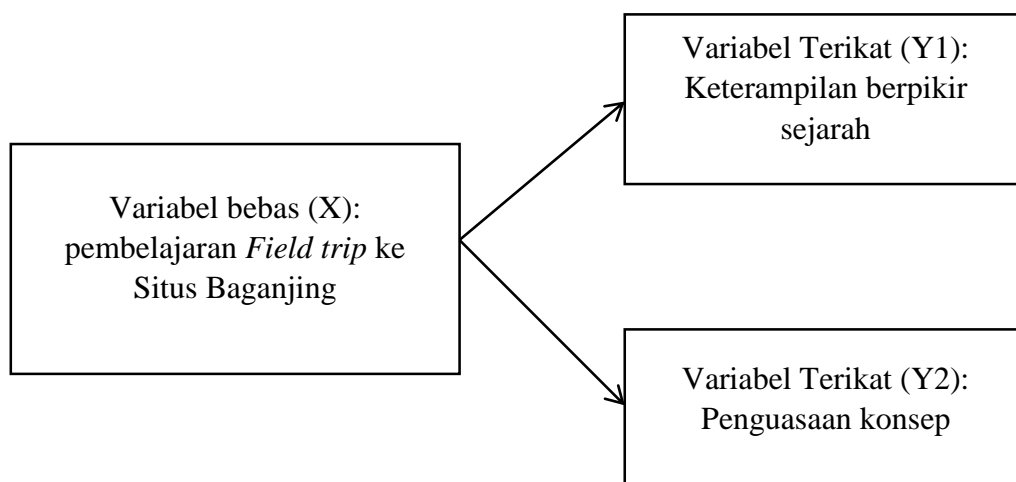 Variabel Terikat (Y1):
Keterampilan berpikir
sejarah
Variabel bebas (X):
pembelajaran Field trip ke
Situs Baganjing
Variabel Terikat (Y2):
Penguasaan konsep